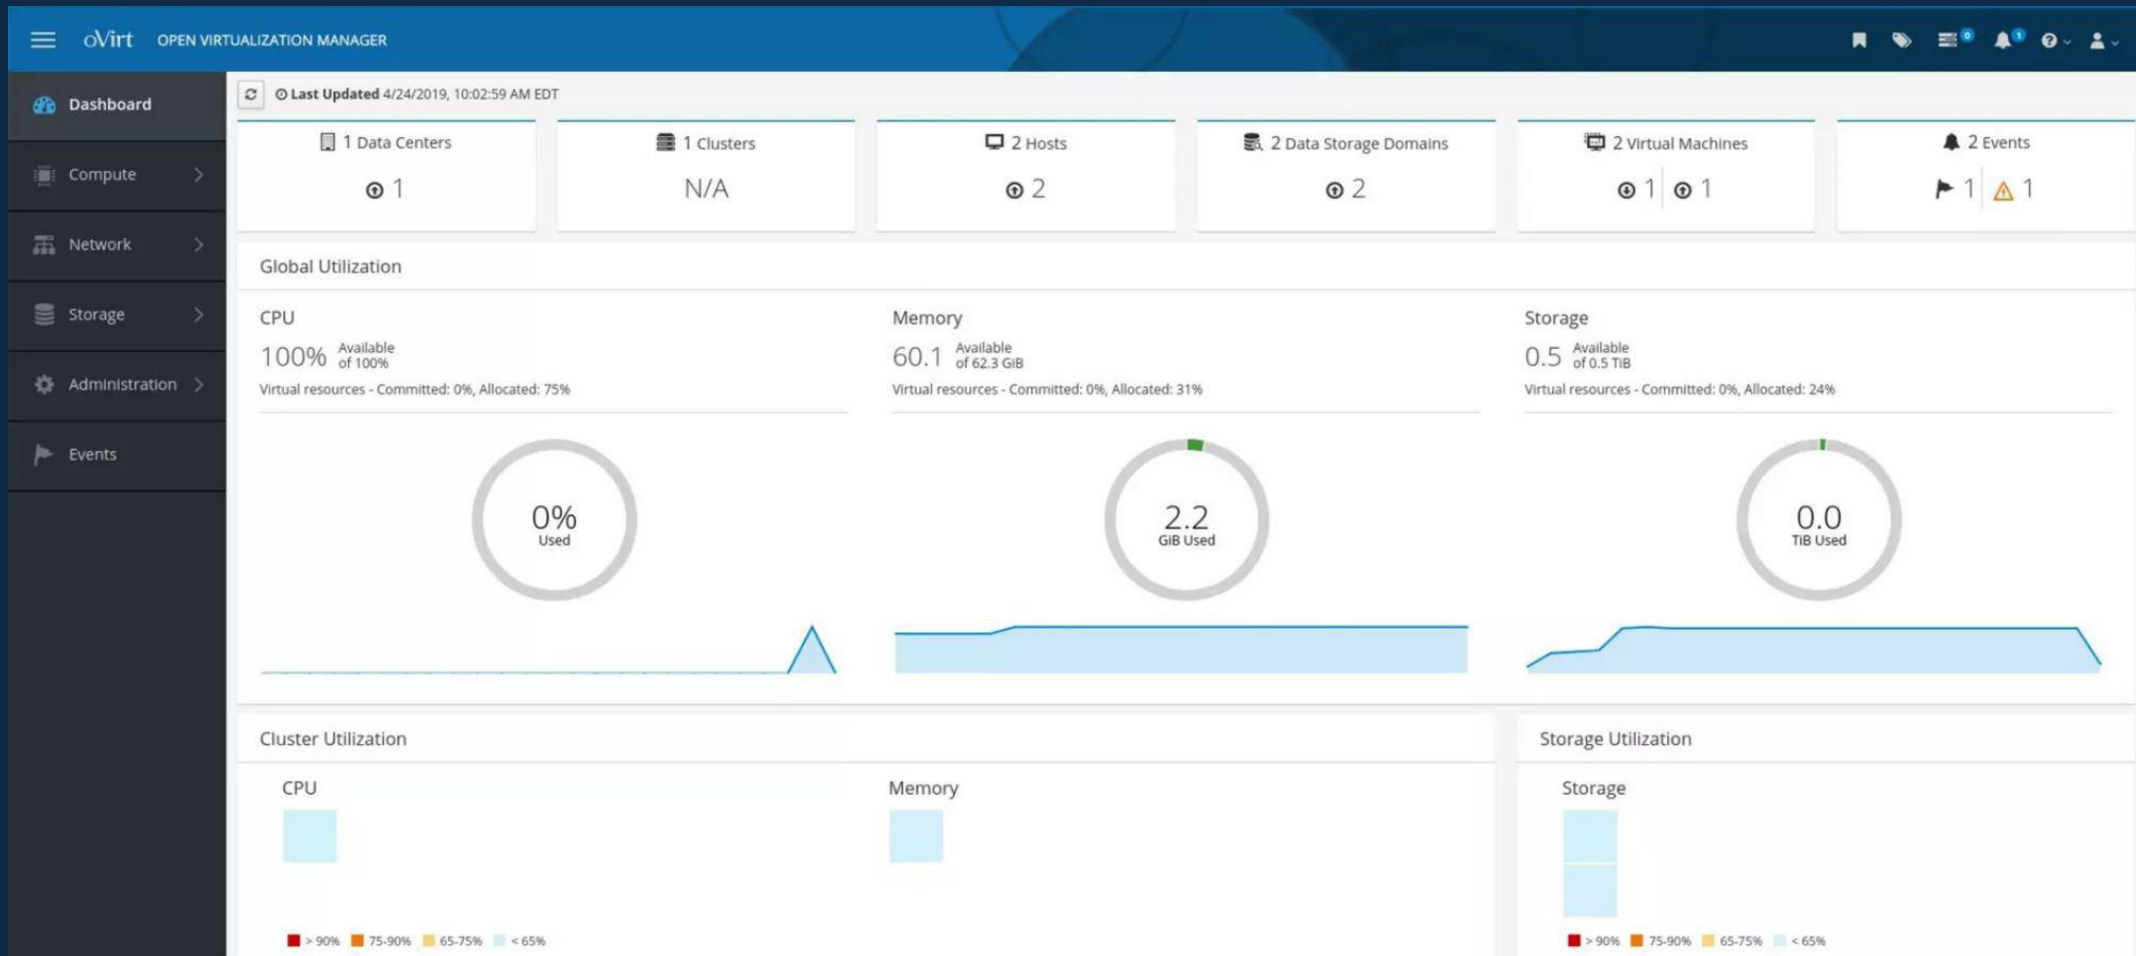 oVirt OPEN VIRTUALIZATION MANAGER
0
1
Dashboard
Compute
Network
Storage
Administration
Events
Last Updated 4/24/2019, 10:02:59 AM EDT
1 Data Centers
1
1 Clusters
N/A
2 Hosts
2
2 Data Storage Domains
2
2 Virtual Machines
1 1
2 Events
1 1
Global Utilization
CPU
100% Available of 100%
Virtual resources - Committed: 0%, Allocated: 75%
0%
Used
Memory
60.1 Available of 62.3 GiB
Virtual resources - Committed: 0%, Allocated: 31%
2.2
GiB Used
Storage
0.5 Available of 0.5 TiB
Virtual resources - Committed: 0%, Allocated: 24%
0.0
TiB Used
Cluster Utilization
CPU
Memory
> 90% 75-90% 65-75% < 65%
Storage Utilization
Storage
> 90% 75-90% 65-75% < 65%